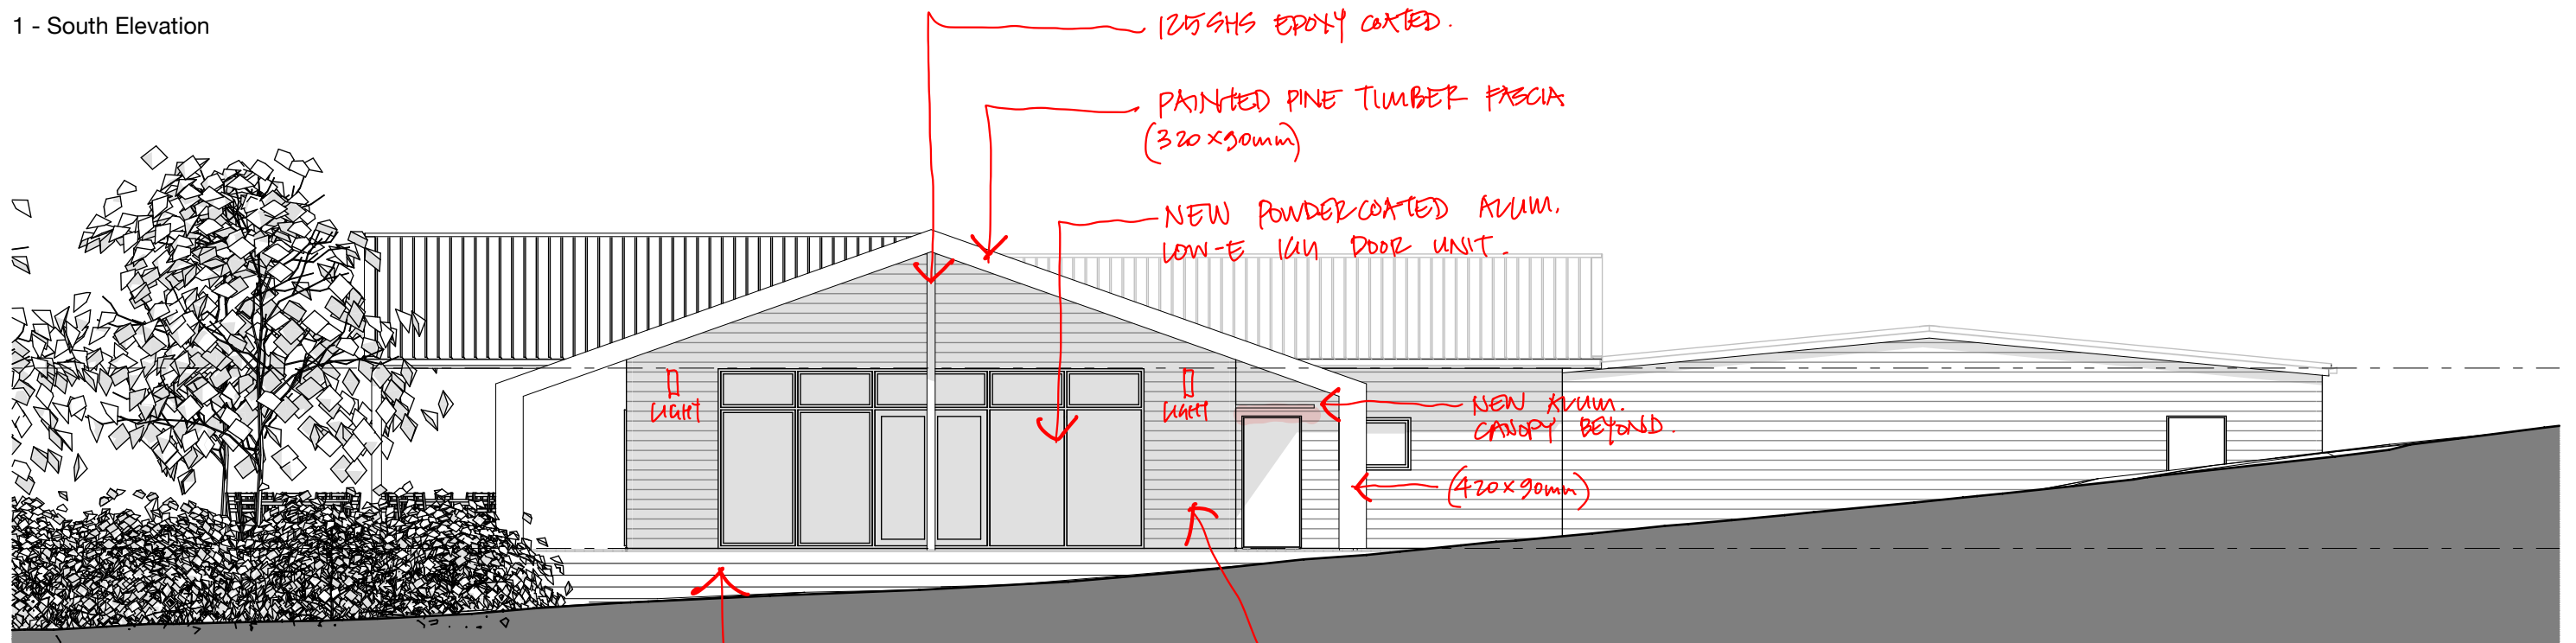 1 - South Elevation
125 SHS EPOXY COATED.
PAINTED PINE TIMBER FASCIA
(320 x 90mm)
NEW POWDERCOATED ALUM.
LOW-E IGU DOOR UNIT.
LIGHT
LIGHT
NEW ALUM.
CANOPY BEYOND.
(420 x 90mm)